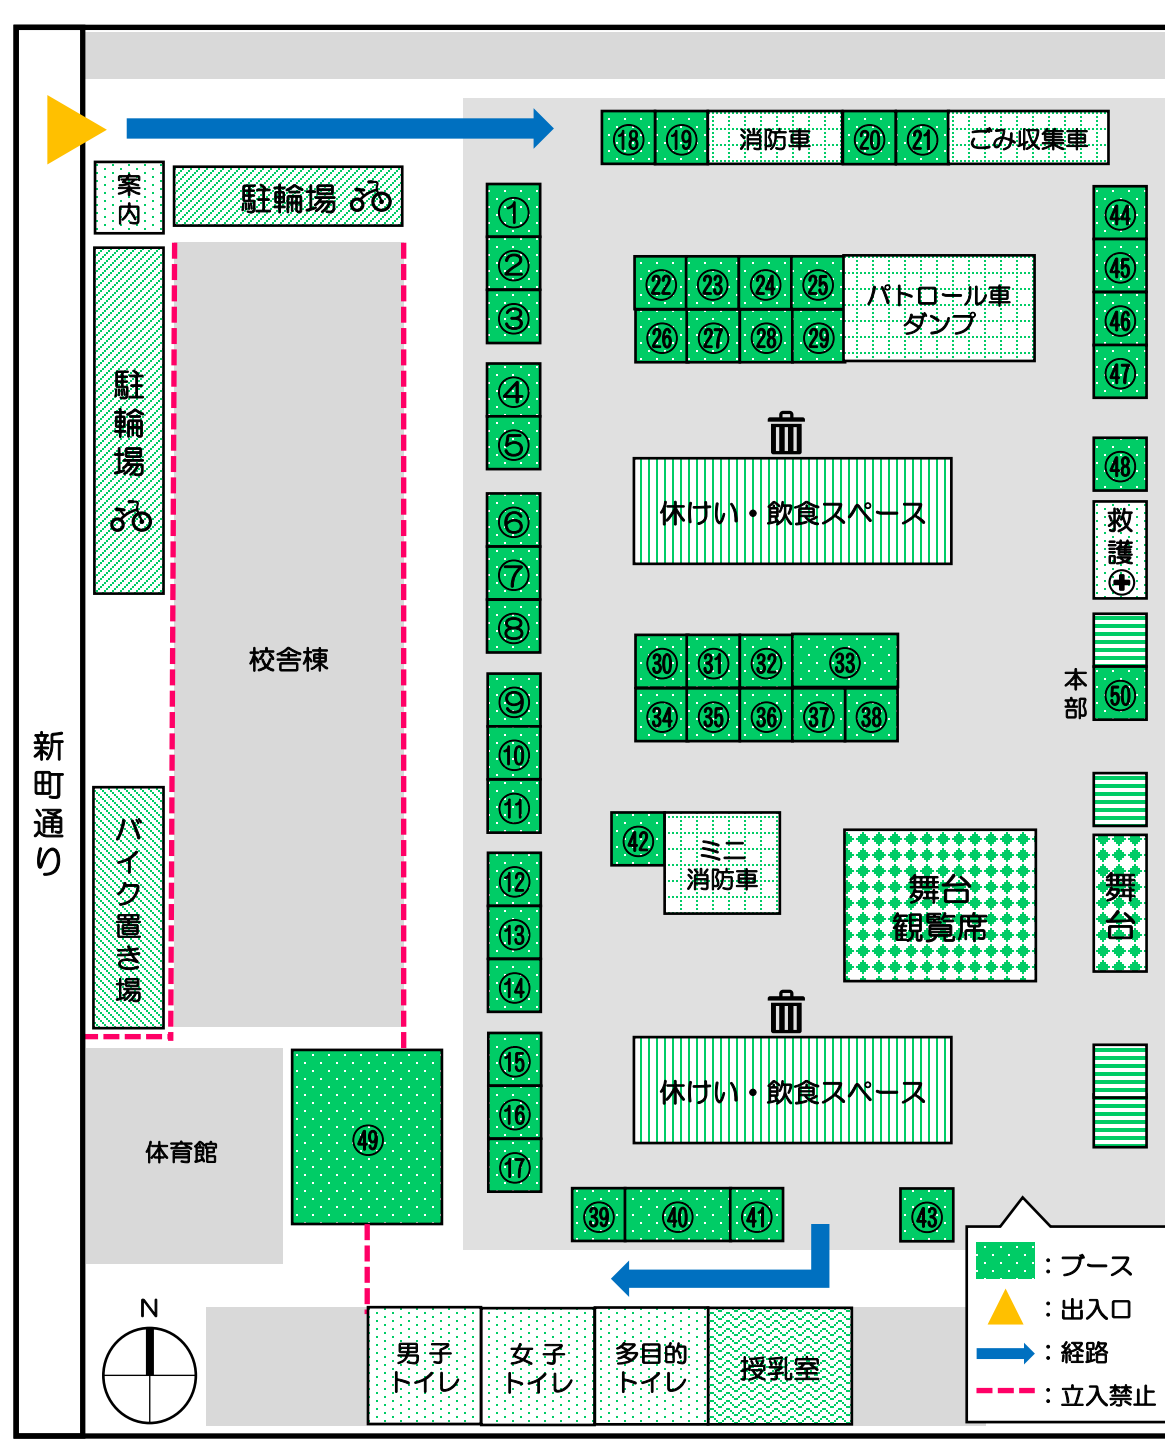 ⑱ ⑲ 消防車 ⑳ ㉑ ごみ収集車
案内
駐輪場
駐輪場
バイク置き場
新町通り
校舎棟
体育館
①
②
③
④
⑤
⑥
⑦
⑧
⑨
⑩
⑪
⑫
⑬
⑭
⑮
⑯
⑰
㉒ ㉓ ㉔ ㉕
㉖ ㉗ ㉘ ㉙
パトロール車
ダンプ
休けい・飲食スペース
㉚ ㉛ ㉜ ㉝
㉞ ㉟ ㊱ ㊲ ㊳
㊷
ミニ
消防車
舞台
観覧席
休けい・飲食スペース
㊹
㊺
㊻
㊼
㊽
救護
本部
㊿
舞台
㊾
㊴ ㊵ ㊶
㊸
N
男子
トイレ
女子
トイレ
多目的
トイレ
授乳室
：ブース
：出入口
：経路
：立入禁止